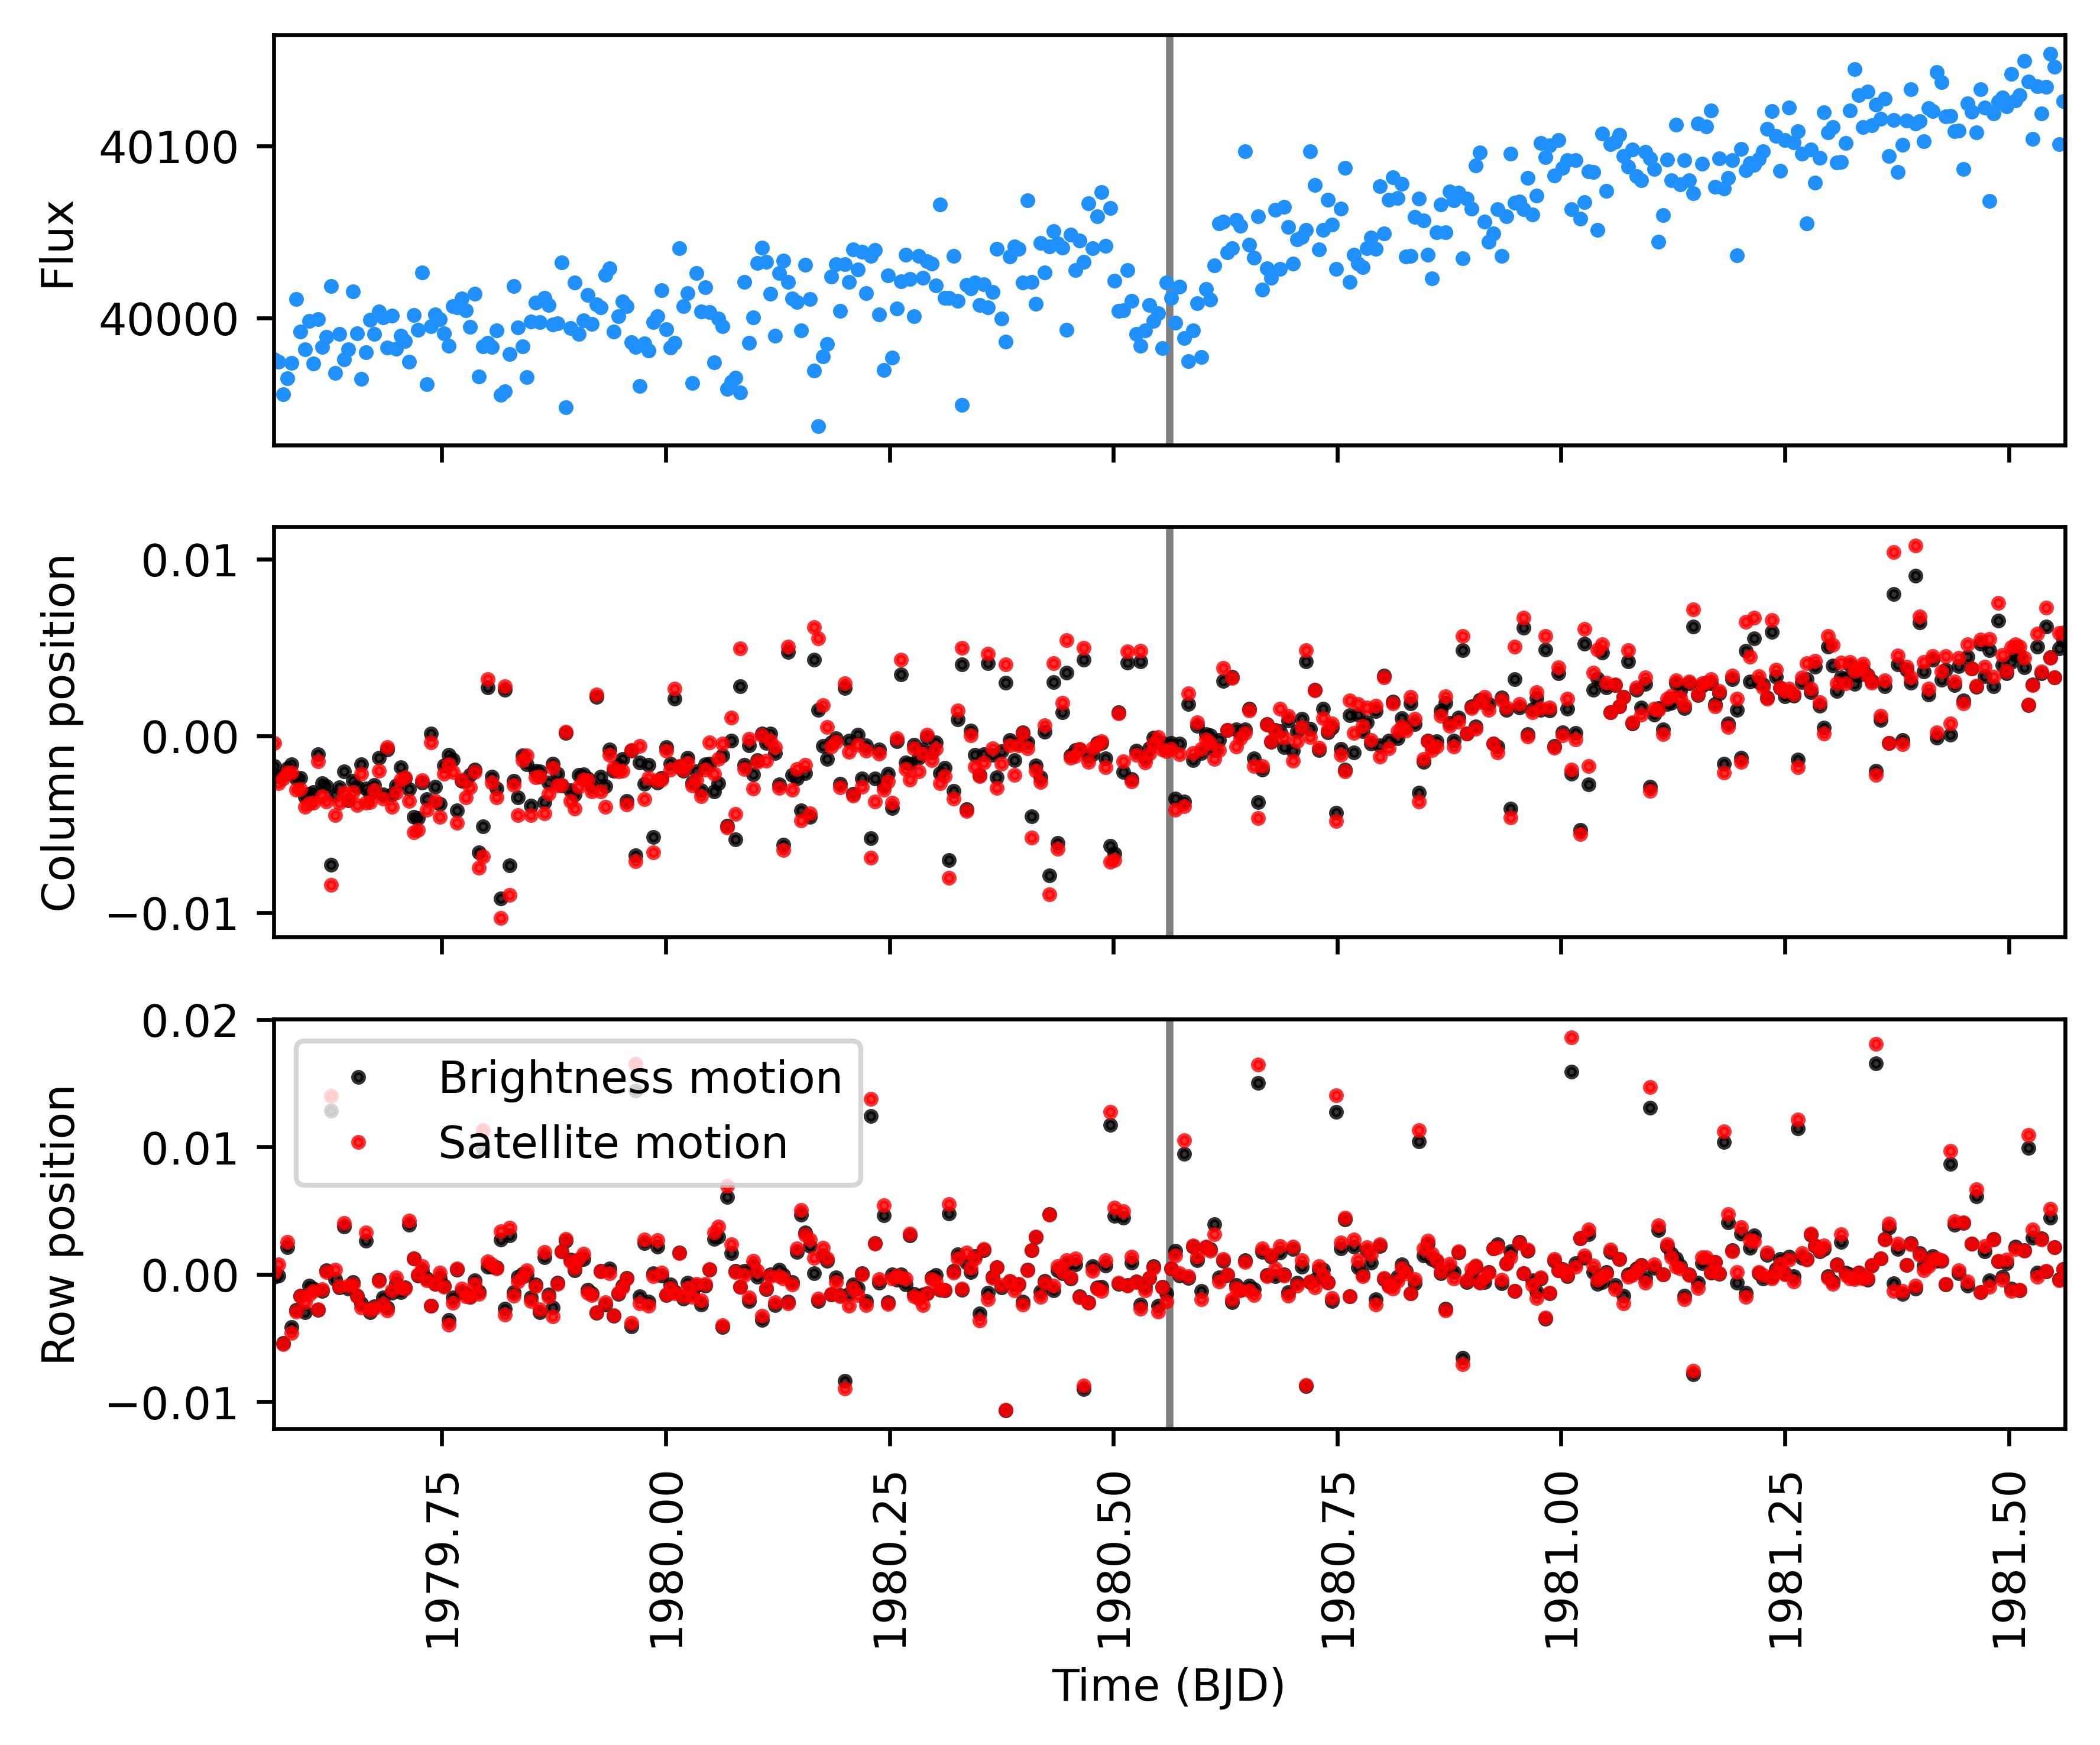 Flux
40100
40000
Column position
0.01
0.00
−0.01
Row position
0.02
0.01
0.00
−0.01
Brightness motion
Satellite motion
1979.75
1980.00
1980.25
1980.50
1980.75
1981.00
1981.25
1981.50
Time (BJD)